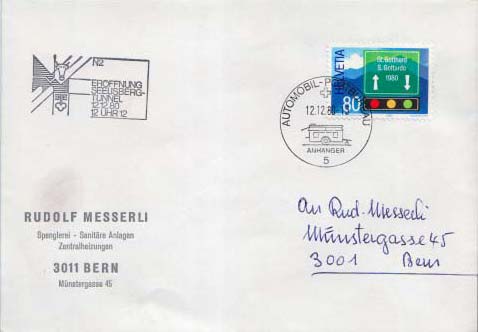 N2
ERÖFFNUNG
SEELISBERG-
TUNNEL
12.12.80
12 UHR 12
HELVETIA
St. Gotthard
S. Gottardo
1980
80
AUTOMOBIL-POSTBUREAU
12.12.80
ANHÄNGER
5
RUDOLF MESSERLI
Spenglerei - Sanitäre Anlagen
Zentralheizungen
3011 BERN
Münstergasse 45
An Rud. Messerli
Münstergasse 45
3001 Bern